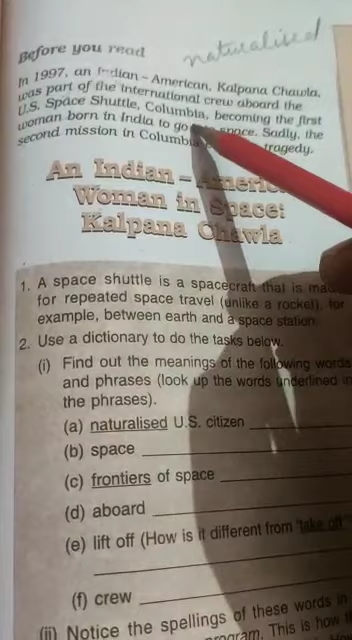 Before you read
naturalised
In 1997, an Indian-American, Kalpana Chawla,
was part of the international crew aboard the
U.S. Space Shuttle, Columbia, becoming the first
woman born in India to go space. Sadly, the
second mission in Columbia tragedy.
An Indian-
Woman in Space:
Kalpana Chawla
1. A space shuttle is a spacecraft that is
for repeated space travel (unlike a rocket), for
example, between earth and a space station.
2. Use a dictionary to do the tasks below.
(i) Find out the meanings of the following words
and phrases (look up the words underlined in
the phrases).
(a) naturalised U.S. citizen
(b) space
(c) frontiers of space
(d) aboard
(e) lift off (How is it different from 'take off'
(f) crew
(ii) Notice the spellings of these words in
program. This is how